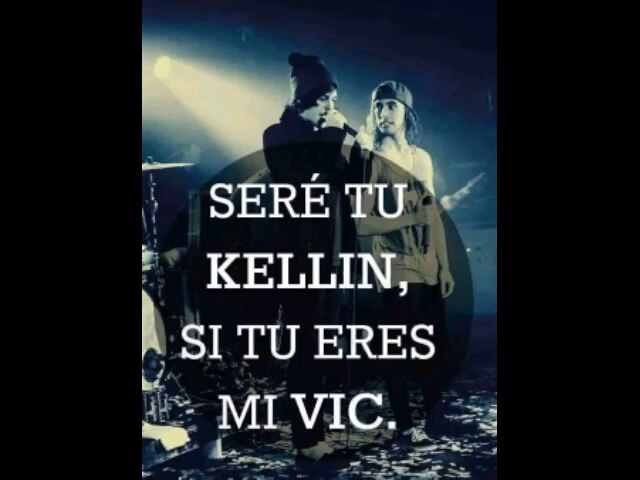 SERÉ TU
KELLIN,
SI TU ERES
MI VIC.